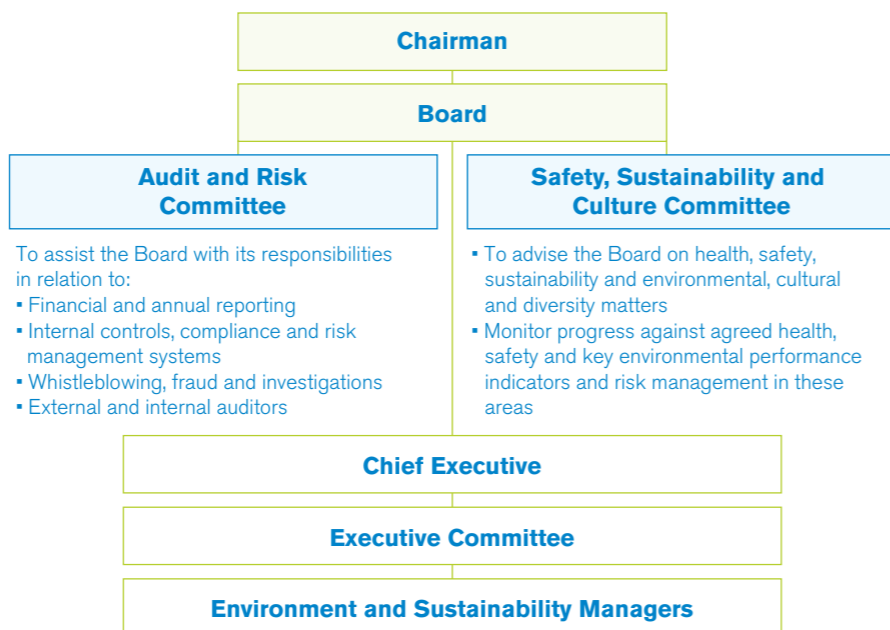 Chairman
Board
Audit and Risk
Committee
To assist the Board with its responsibilities
in relation to:
▪ Financial and annual reporting
▪ Internal controls, compliance and risk
management systems
▪ Whistleblowing, fraud and investigations
▪ External and internal auditors
Safety, Sustainability and
Culture Committee
▪ To advise the Board on health, safety,
sustainability and environmental, cultural
and diversity matters
▪ Monitor progress against agreed health,
safety and key environmental performance
indicators and risk management in these
areas
Chief Executive
Executive Committee
Environment and Sustainability Managers